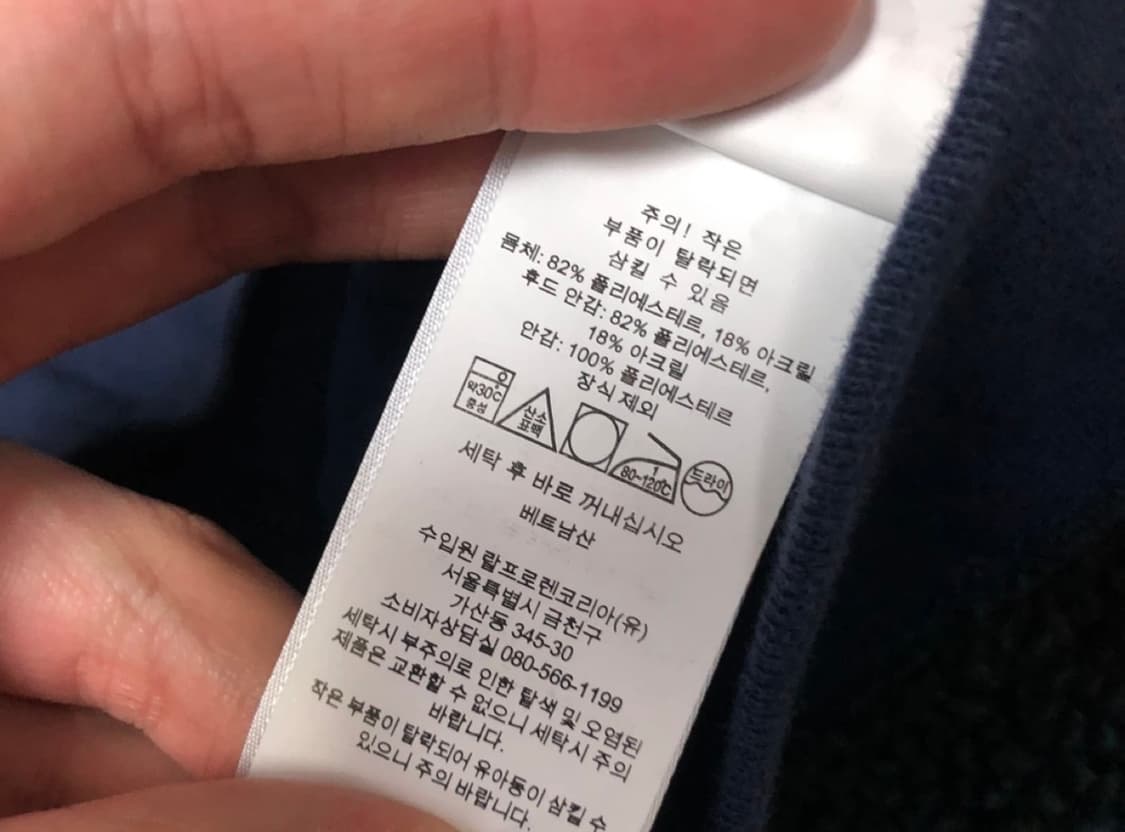 주의! 작은
부품이 탈락되면
삼킬 수 있음
몸체: 82% 폴리에스테르, 18% 아크릴
후드 안감: 82% 폴리에스테르,
18% 아크릴
안감: 100% 폴리에스테르
장식 제외
약30℃
중성
산소
표백
1
80~120℃
드라이
세탁 후 바로 꺼내십시오
베트남산
수입원 랄프로렌코리아(유)
서울특별시 금천구
가산동 345-30
소비자상담실 080-566-1199
세탁시 부주의로 인한 탈색 및 오염된
제품은 교환할 수 없으니 세탁시 주의
바랍니다.
작은 부품이 탈락되어 유아동이 삼킬 수
있으니 주의 바랍니다.